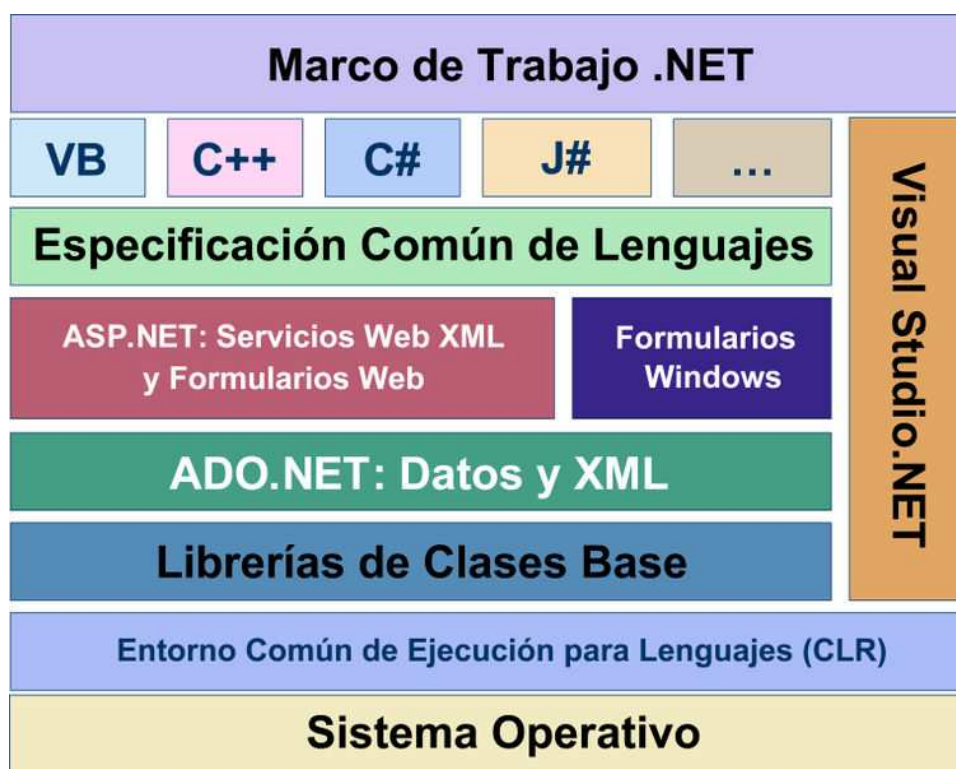 Marco de Trabajo .NET
VB
C++
C#
J#
...
Especificación Común de Lenguajes
ASP.NET: Servicios Web XML
y Formularios Web
Formularios
Windows
ADO.NET: Datos y XML
Librerías de Clases Base
Visual Studio.NET
Entorno Común de Ejecución para Lenguajes (CLR)
Sistema Operativo